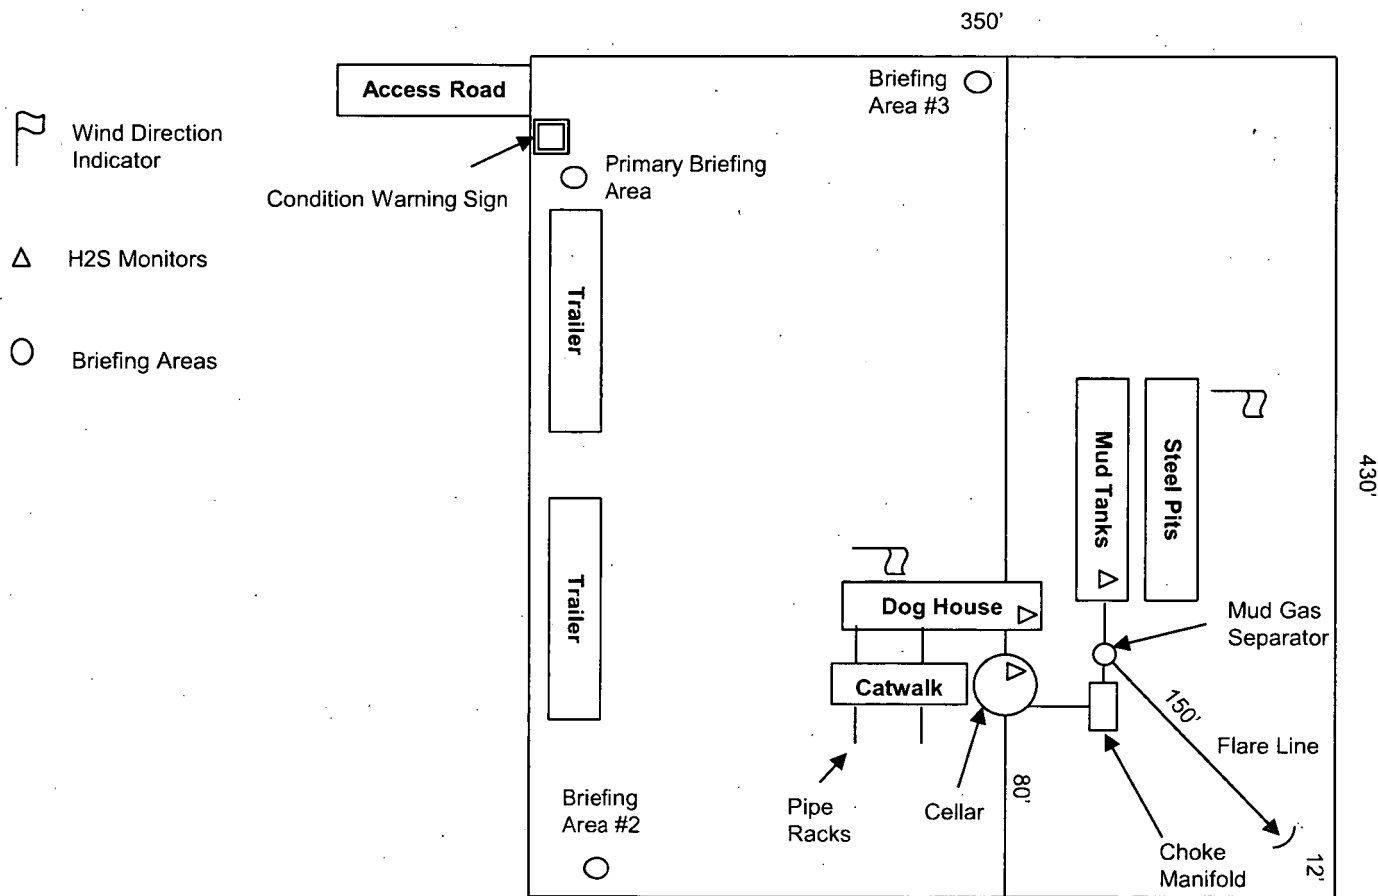 350'
Access Road
Briefing
Area #3
Wind Direction
Indicator
Primary Briefing
Area
Condition Warning Sign
H2S Monitors
Trailer
Briefing Areas
Mud Tanks
Steel Pits
430'
Trailer
Dog House
Mud Gas
Separator
Catwalk
150'
Flare Line
80'
Briefing
Area #2
Pipe
Racks
Cellar
Choke
Manifold
12'